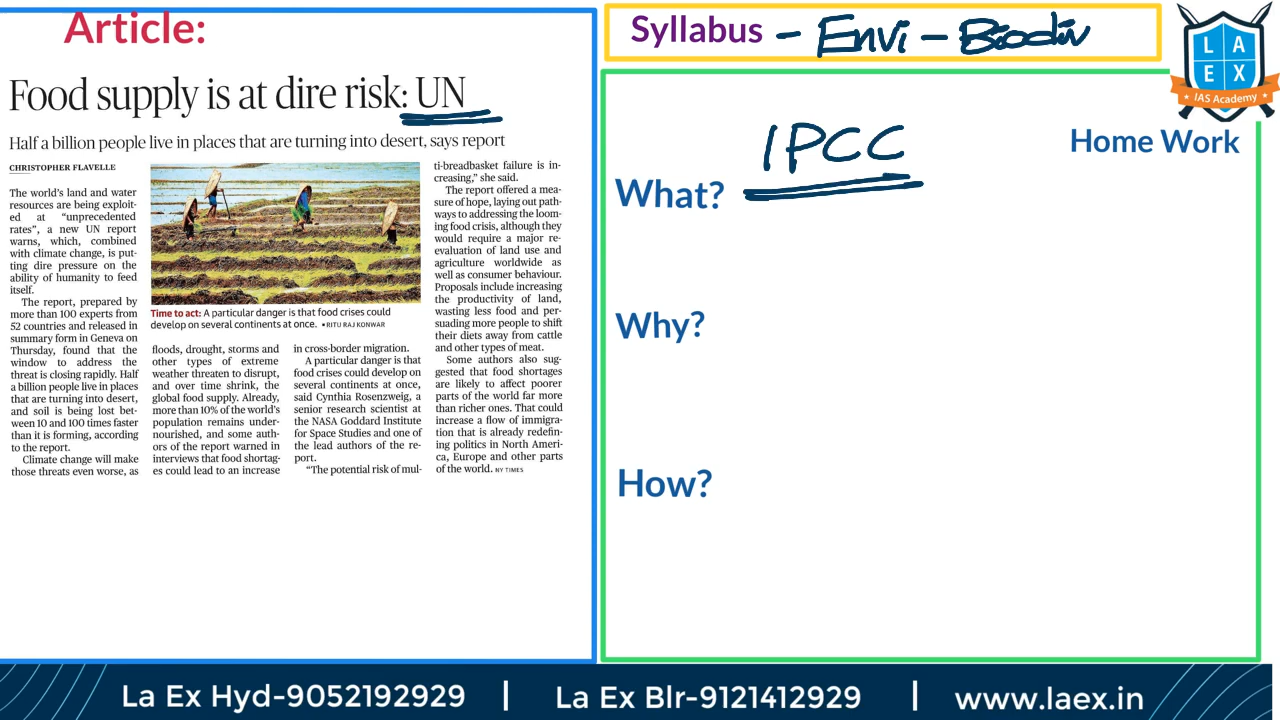 Article:
Food supply is at dire risk: UN
Half a billion people live in places that are turning into desert, says report
CHRISTOPHER FLAVELLE
The world's land and water
resources are being exploit-
ed at “unprecedented
rates”, a new UN report
warns, which, combined
with climate change, is put-
ting dire pressure on the
ability of humanity to feed
itself.
The report, prepared by
more than 100 experts from
52 countries and released in
summary form in Geneva on
Thursday, found that the
window to address the
threat is closing rapidly. Half
a billion people live in places
that are turning into desert,
and soil is being lost bet-
ween 10 and 100 times faster
than it is forming, according
to the report.
Climate change will make
those threats even worse, as
Time to act: A particular danger is that food crises could
develop on several continents at once. ▪RITU RAJ KONWAR
floods, drought, storms and
other types of extreme
weather threaten to disrupt,
and over time shrink, the
global food supply. Already,
more than 10% of the world's
population remains under-
nourished, and some auth-
ors of the report warned in
interviews that food shortag-
es could lead to an increase
in cross-border migration.
A particular danger is that
food crises could develop on
several continents at once,
said Cynthia Rosenzweig, a
senior research scientist at
the NASA Goddard Institute
for Space Studies and one of
the lead authors of the re-
port.
“The potential risk of mul-
ti-breadbasket failure is in-
creasing,” she said.
The report offered a mea-
sure of hope, laying out path-
ways to addressing the loom-
ing food crisis, although they
would require a major re-
evaluation of land use and
agriculture worldwide as
well as consumer behaviour.
Proposals include increasing
the productivity of land,
wasting less food and per-
suading more people to shift
their diets away from cattle
and other types of meat.
Some authors also sug-
gested that food shortages
are likely to affect poorer
parts of the world far more
than richer ones. That could
increase a flow of immigra-
tion that is already redefin-
ing politics in North Ameri-
ca, Europe and other parts
of the world. NY TIMES
Syllabus - Envi - Biodiv
L A
E X
IAS Academy
Home Work
IPCC
What?
Why?
How?
La Ex Hyd-9052192929 | La Ex Blr-9121412929 | www.laex.in